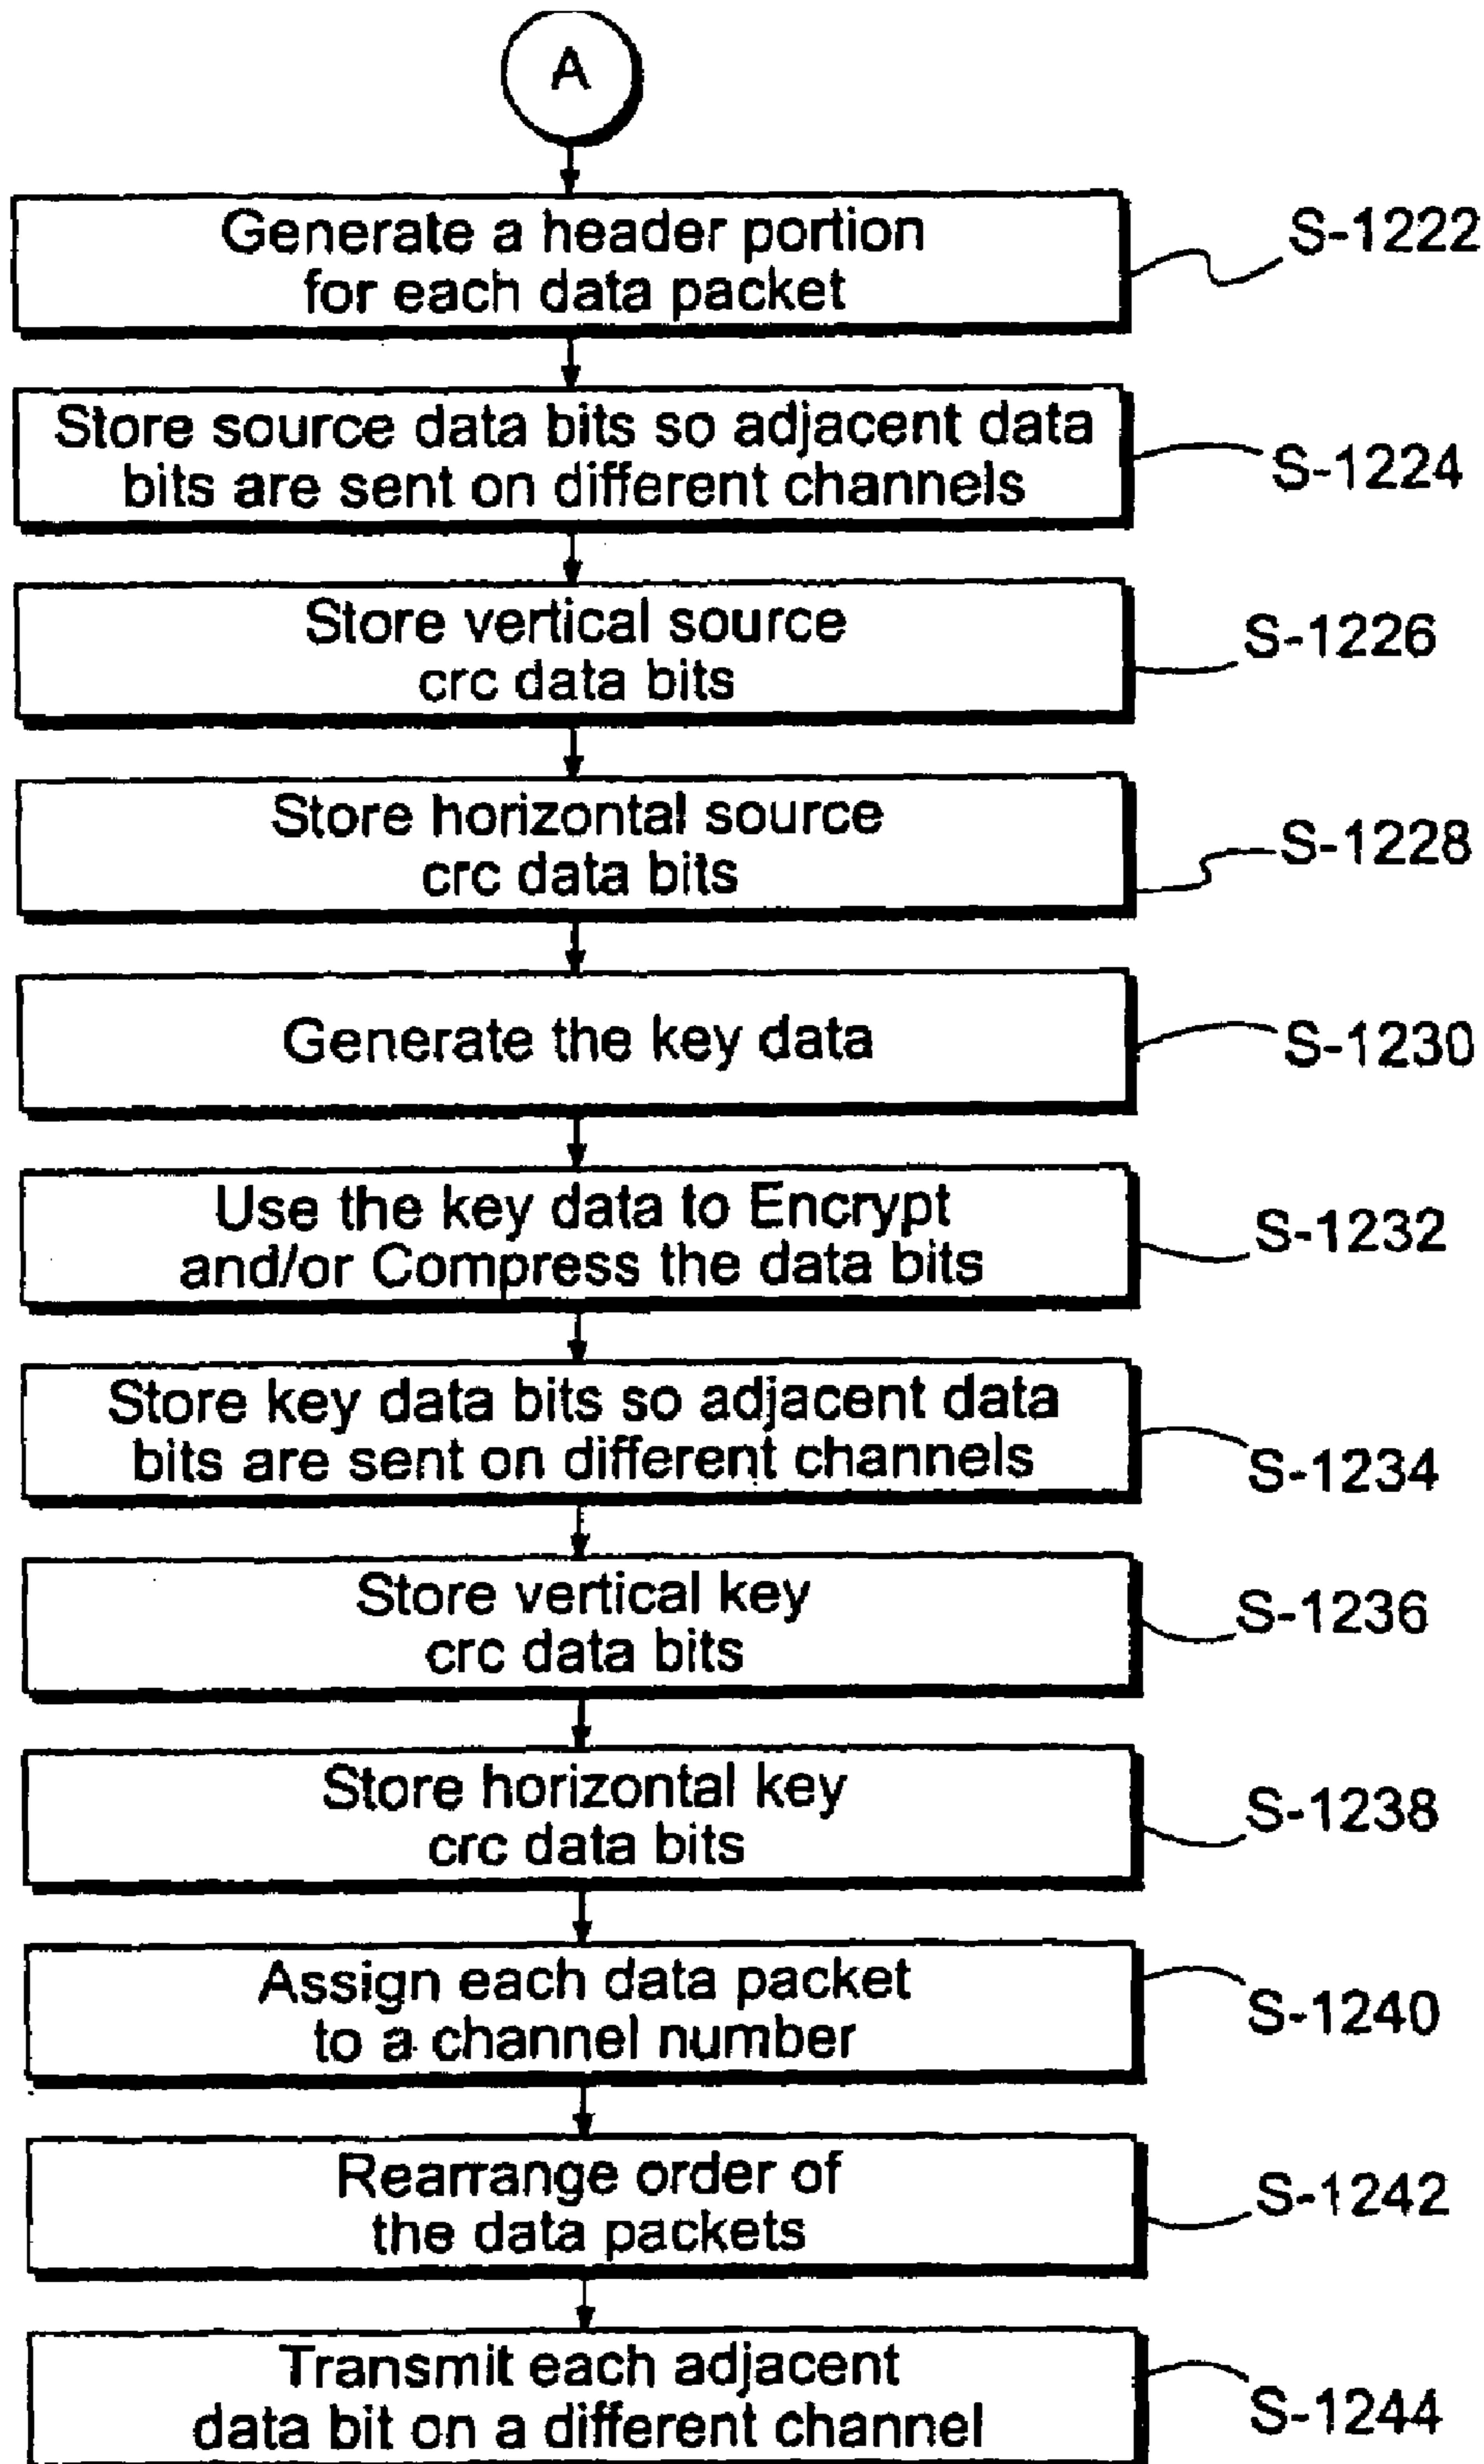 A
Generate a header portion
for each data packet
S-1222
Store source data bits so adjacent data
bits are sent on different channels
S-1224
Store vertical source
crc data bits
S-1226
Store horizontal source
crc data bits
S-1228
Generate the key data
S-1230
Use the key data to Encrypt
and/or Compress the data bits
S-1232
Store key data bits so adjacent data
bits are sent on different channels
S-1234
Store vertical key
crc data bits
S-1236
Store horizontal key
crc data bits
S-1238
Assign each data packet
to a channel number
S-1240
Rearrange order of
the data packets
S-1242
Transmit each adjacent
data bit on a different channel
S-1244